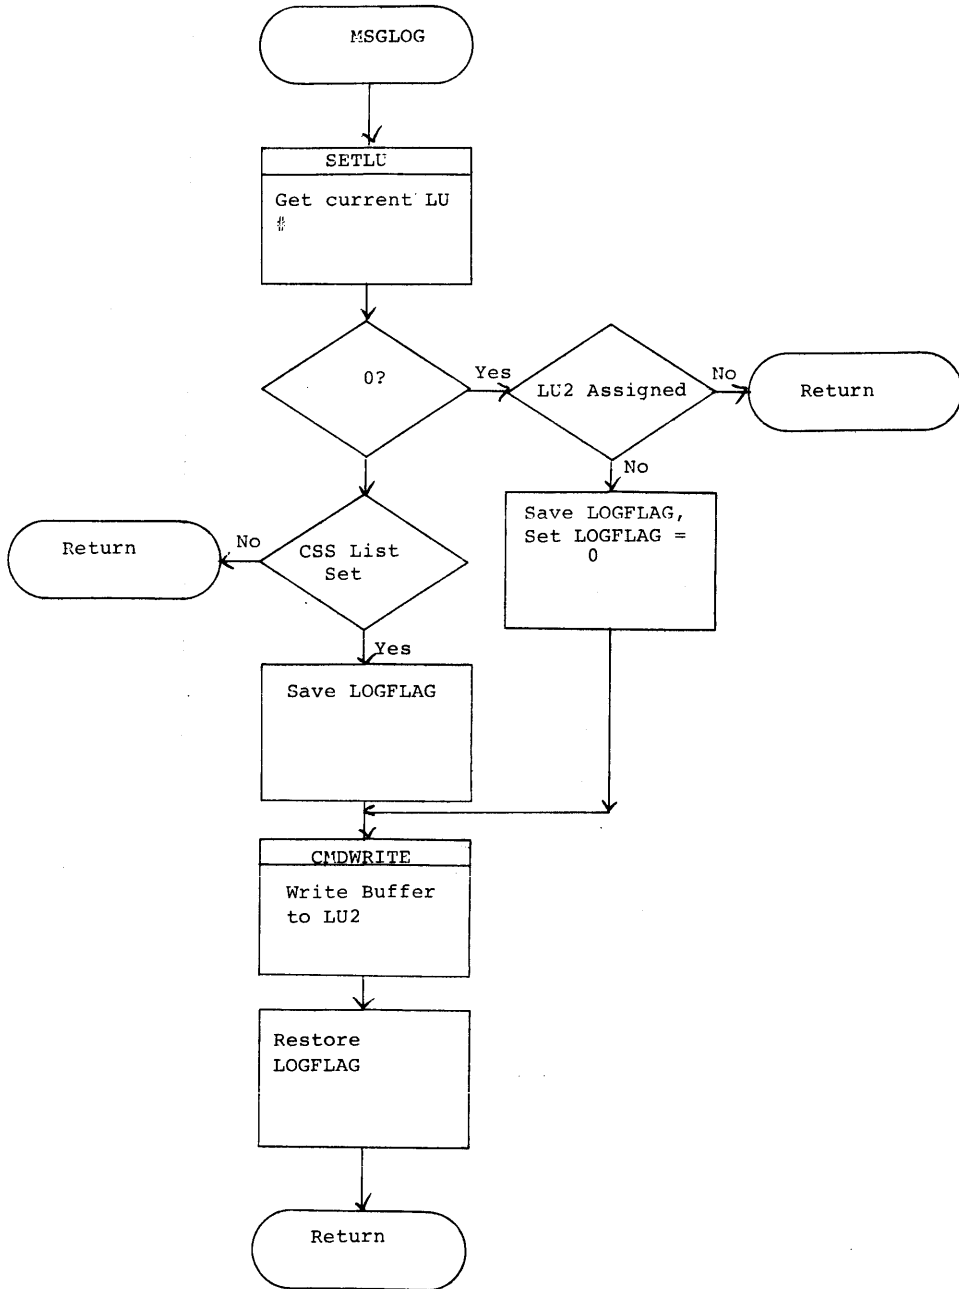 MSGLOG
SETLU
Get current LU
#
0?
Yes
LU2 Assigned
No
Return
No
Save LOGFLAG,
Set LOGFLAG =
0
Return
No
CSS List
Set
Yes
Save LOGFLAG
CMDWRITE
Write Buffer
to LU2
Restore
LOGFLAG
Return